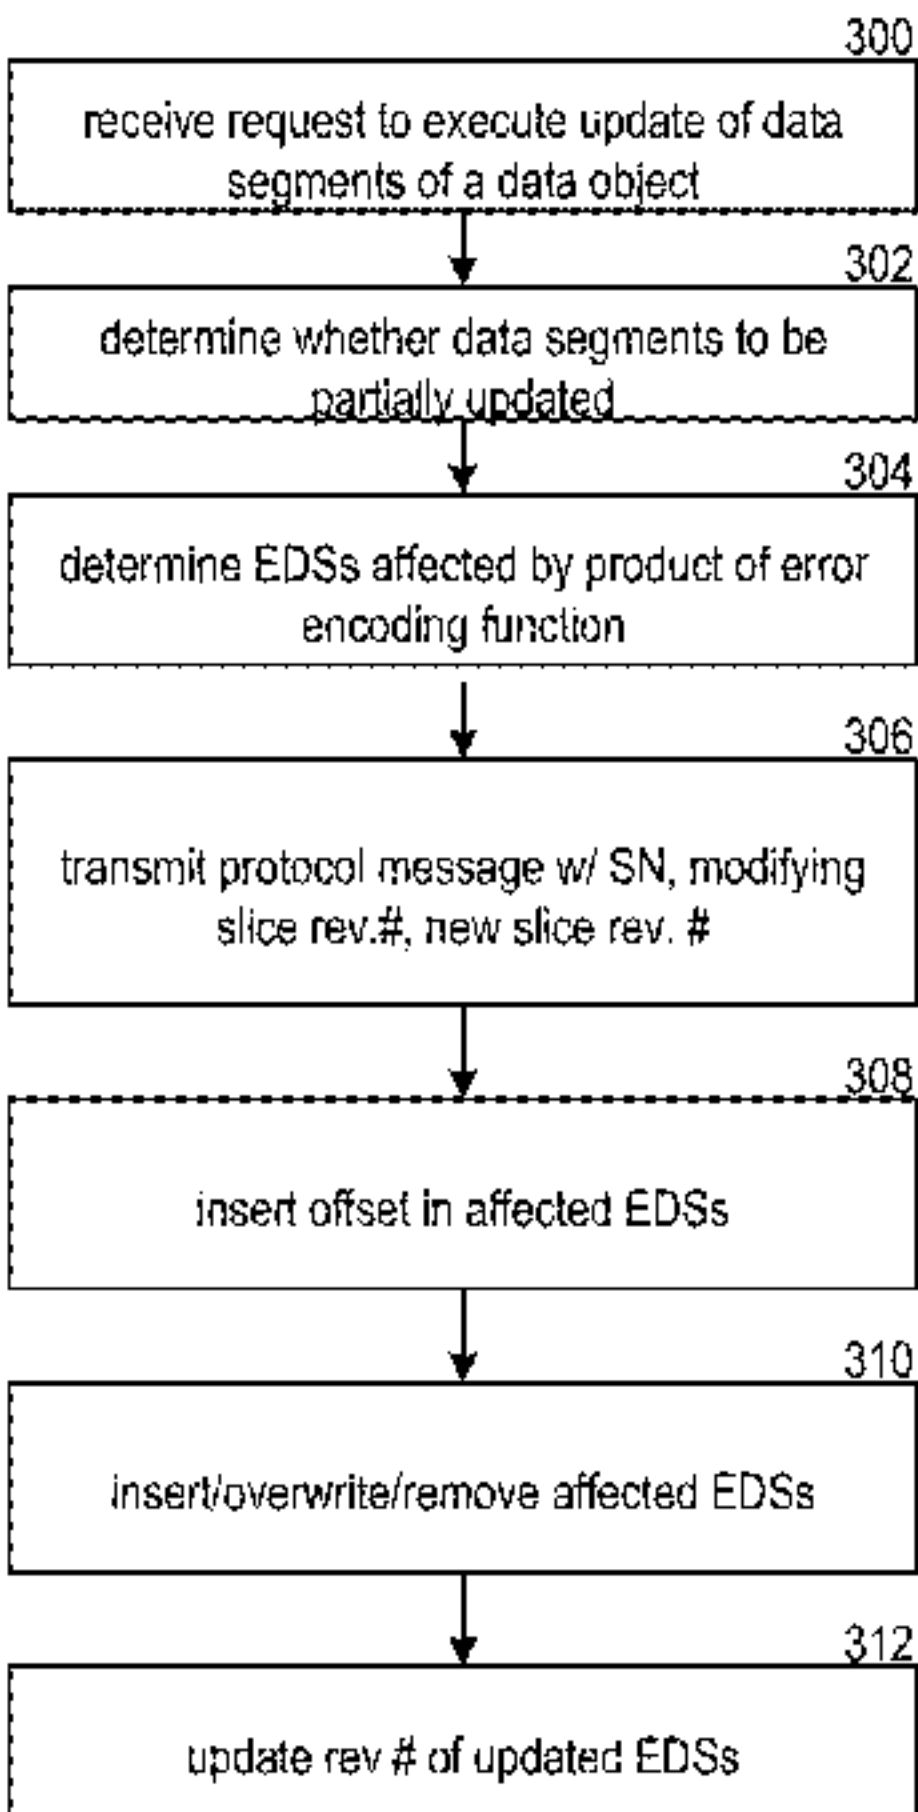 300
receive request to execute update of data
segments of a data object
302
determine whether data segments to be
partially updated
304
determine EDSs affected by product of error
encoding function
306
transmit protocol message w/ SN, modifying
slice rev.#, new slice rev. #
308
insert offset in affected EDSs
310
insert/overwrite/remove affected EDSs
312
update rev # of updated EDSs